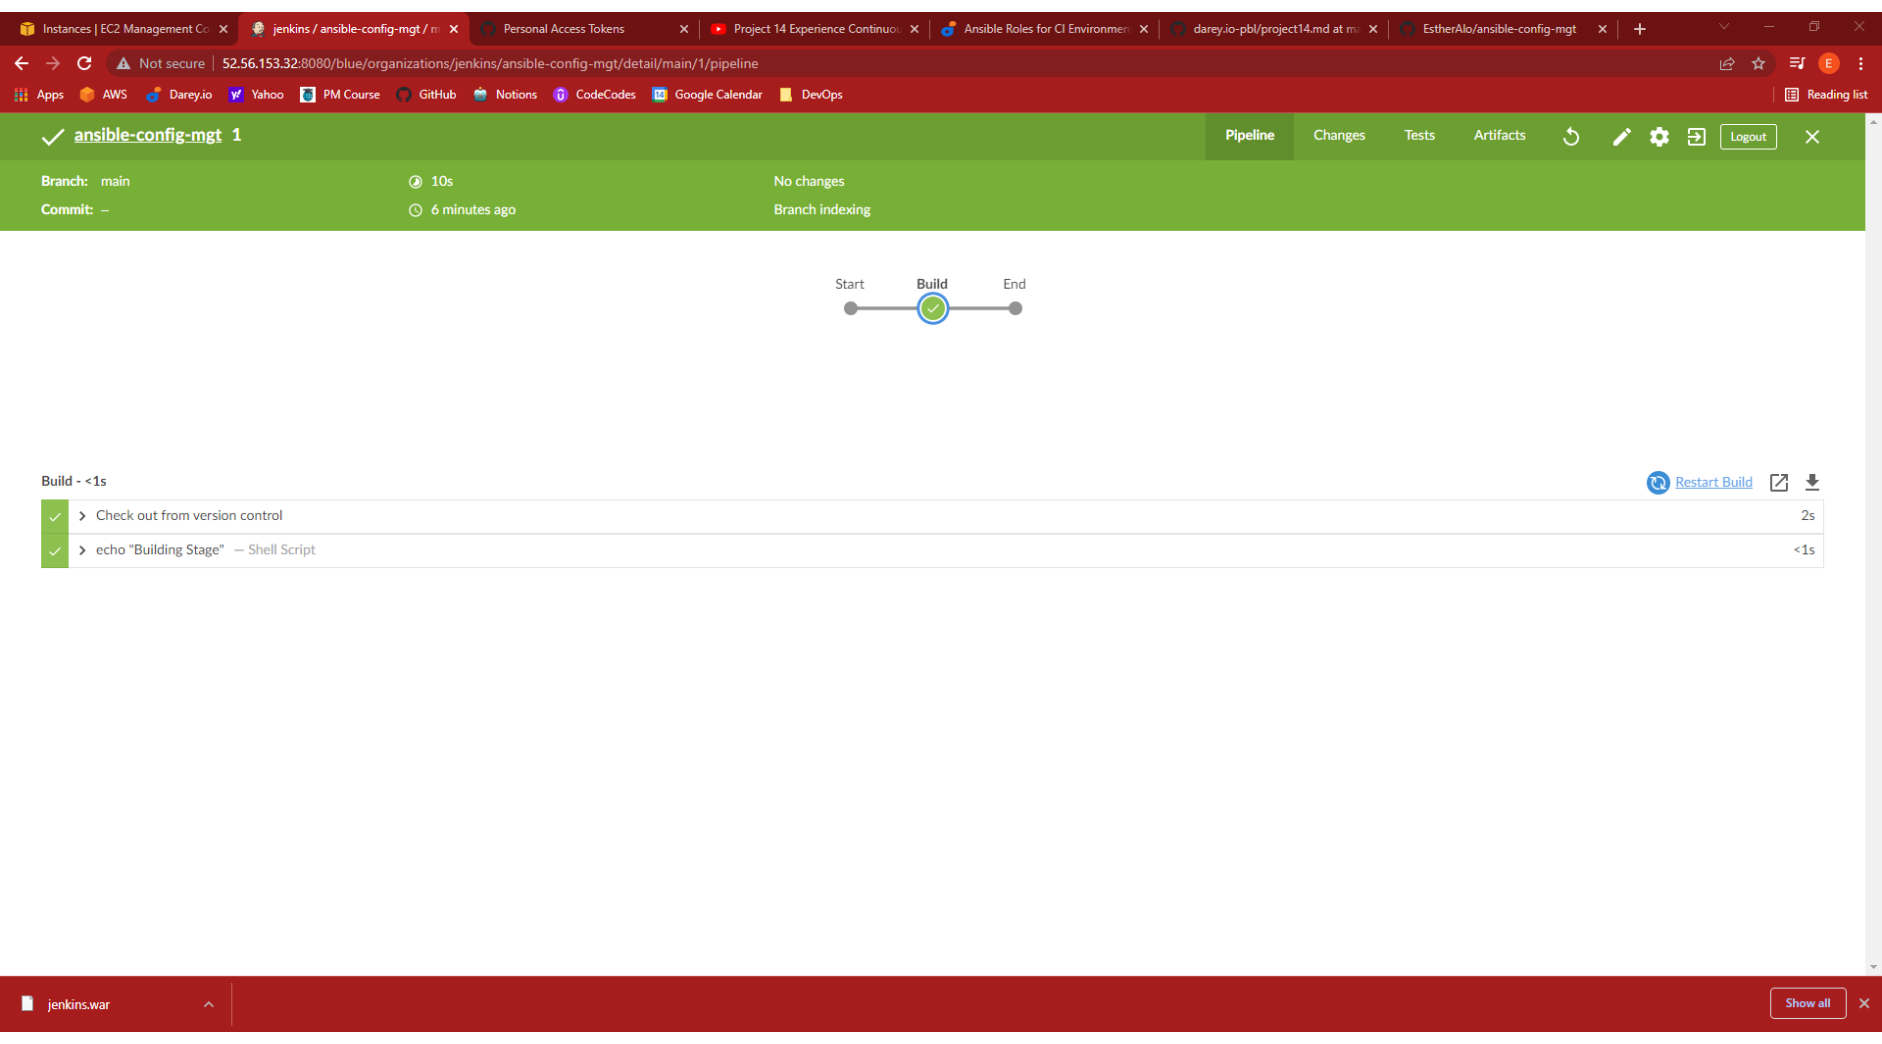 Instances | EC2 Management Co
jenkins / ansible-config-mgt / m
Personal Access Tokens
Project 14 Experience Continuou
Ansible Roles for CI Environmen
darey.io-pbl/project14.md at ma
EstherAlo/ansible-config-mgt
Not secure 52.56.153.32:8080/blue/organizations/jenkins/ansible-config-mgt/detail/main/1/pipeline
E
Apps AWS Darey.io Yahoo PM Course GitHub Notions CodeCodes 14 Google Calendar DevOps Reading list
ansible-config-mgt 1 Pipeline Changes Tests Artifacts Logout
Branch: main 10s No changes
Commit: – 6 minutes ago Branch indexing
Start Build End
Build - <1s Restart Build
Check out from version control 2s
echo "Building Stage" — Shell Script <1s
jenkins.war Show all